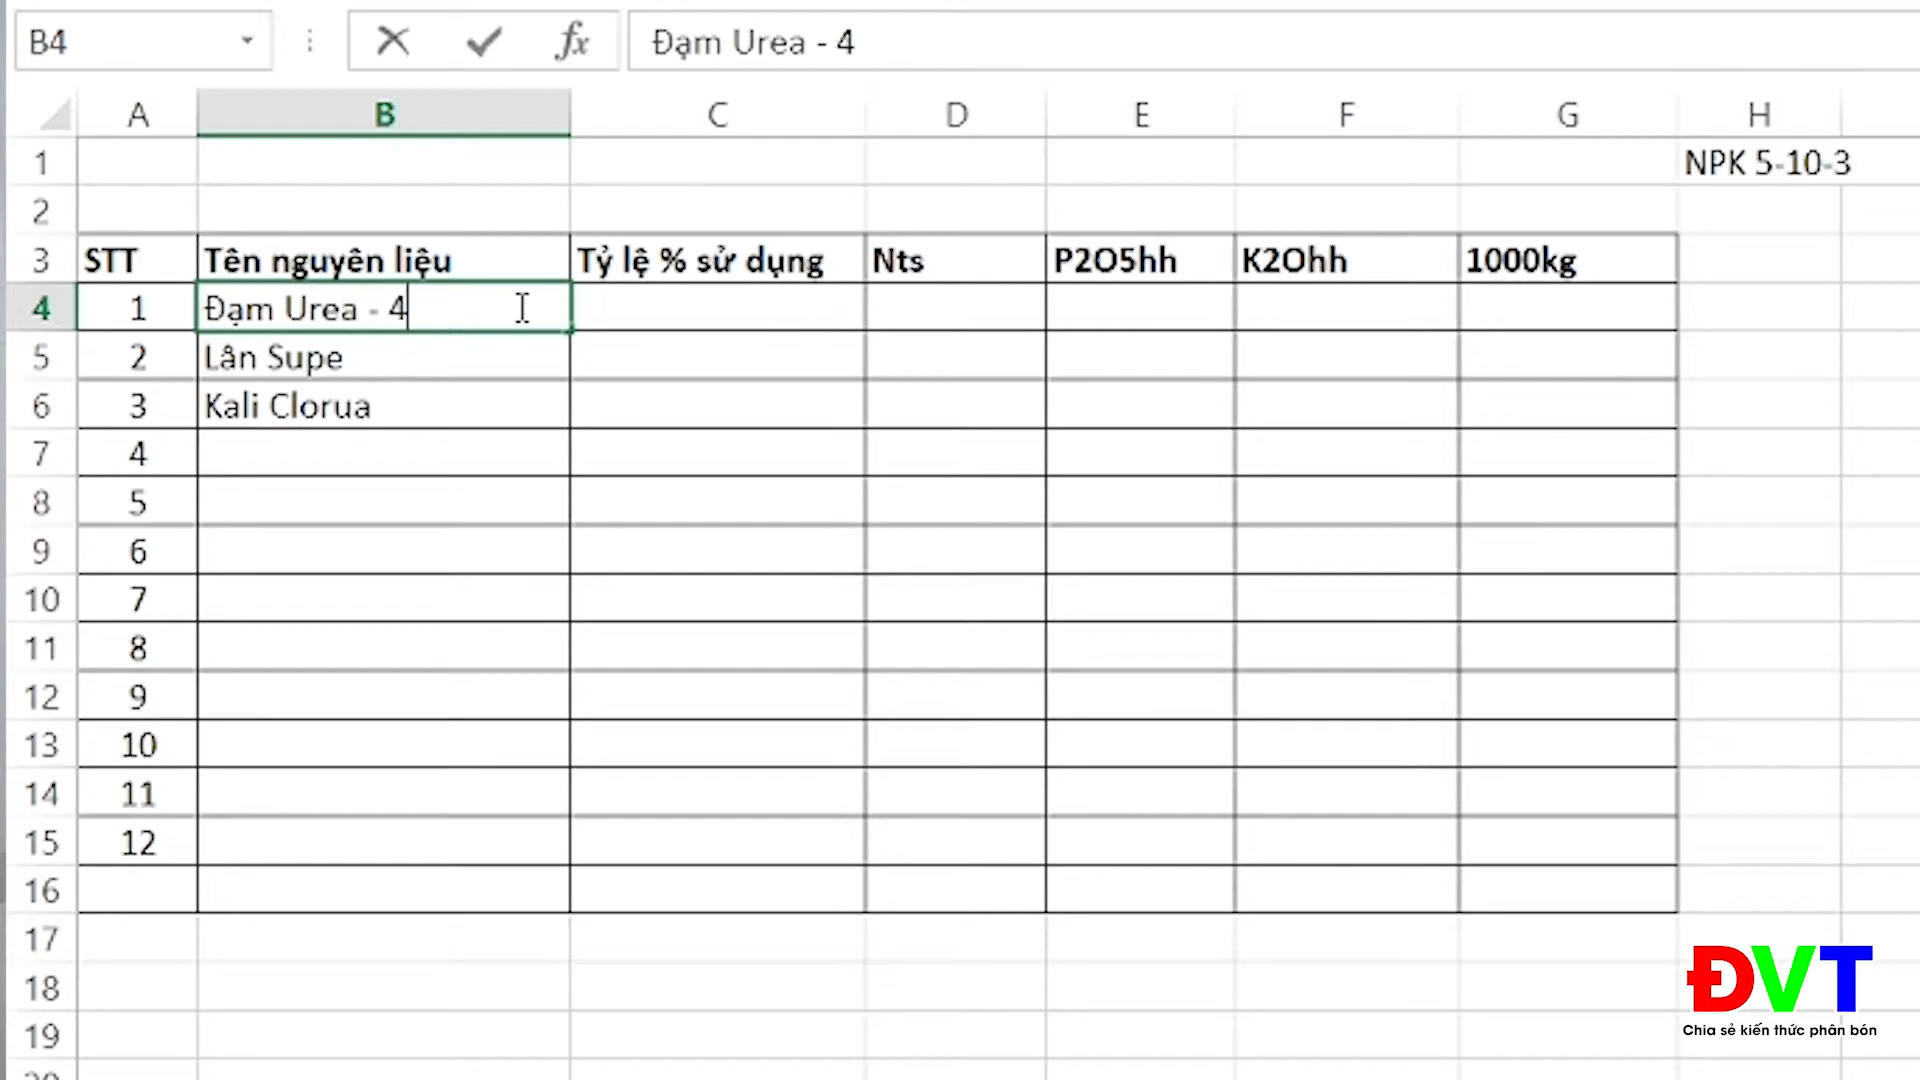 B4 fx Đạm Urea - 4
A B C D E F G H
1 NPK 5-10-3
2
3 STT Tên nguyên liệu Tỷ lệ % sử dụng Nts P2O5hh K2Ohh 1000kg
4 1 Đạm Urea - 4
5 2 Lân Supe
6 3 Kali Clorua
7 4
8 5
9 6
10 7
11 8
12 9
13 10
14 11
15 12
16
17
18
19
ĐVT
Chia sẻ kiến thức phân bón